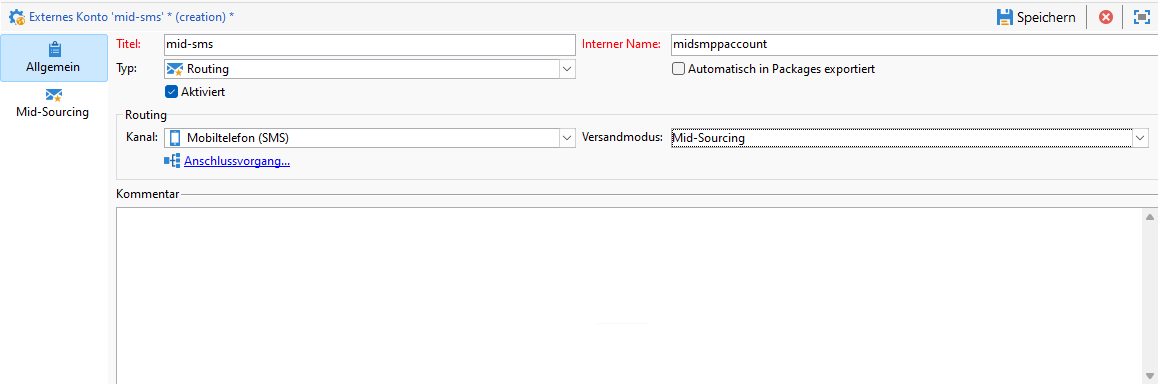 Externes Konto 'mid-sms' * (creation) *
Speichern
Allgemein
Mid-Sourcing
Titel: mid-sms Interner Name: midsmppaccount
Typ: Routing Automatisch in Packages exportiert
Aktiviert
Routing
Kanal: Mobiltelefon (SMS) Versandmodus: Mid-Sourcing
Anschlussvorgang...
Kommentar